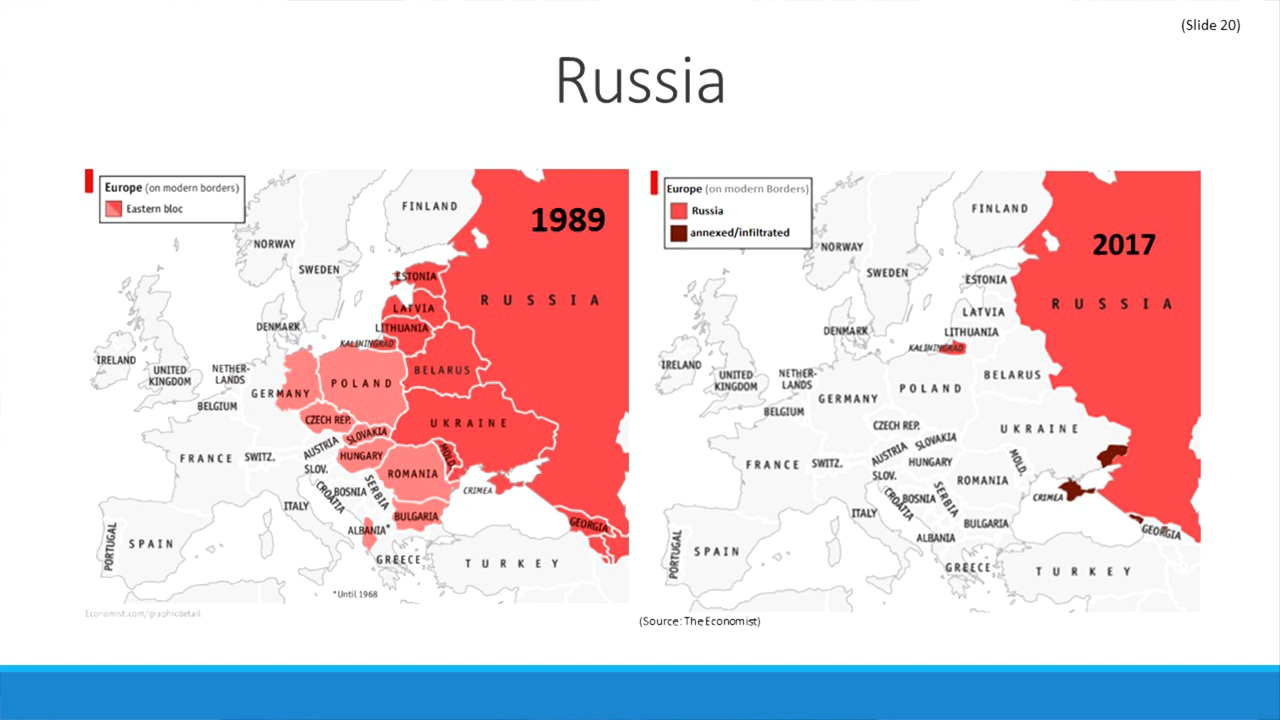 (Slide 20)
Russia
Europe (on modern borders)
Eastern bloc
1989
FINLAND
NORWAY
SWEDEN
ESTONIA
RUSSIA
LATVIA
DENMARK
LITHUANIA
KALININGRAD
IRELAND
UNITED
KINGDOM
NETHER-
LANDS
BELARUS
POLAND
GERMANY
BELGIUM
CZECH REP.
UKRAINE
SLOVAKIA
AUSTRIA
FRANCE
SWITZ.
HUNGARY
MOLD.
SLOV.
ROMANIA
CRIMEA
CROATIA
BOSNIA
SERBIA
ITALY
BULGARIA
GEORGIA
ALBANIA*
PORTUGAL
SPAIN
GREECE
TURKEY
*Until 1968
Economist.com/graphicdetail
Europe (on modern Borders)
Russia
annexed/infiltrated
2017
FINLAND
NORWAY
SWEDEN
ESTONIA
RUSSIA
LATVIA
DENMARK
LITHUANIA
KALININGRAD
IRELAND
UNITED
KINGDOM
NETHER-
LANDS
BELARUS
POLAND
GERMANY
BELGIUM
CZECH REP.
UKRAINE
SLOVAKIA
AUSTRIA
FRANCE
SWITZ.
HUNGARY
MOLD.
SLOV.
ROMANIA
CRIMEA
CROATIA
BOSNIA
SERBIA
ITALY
BULGARIA
GEORGIA
ALBANIA
PORTUGAL
SPAIN
GREECE
TURKEY
(Source: The Economist)